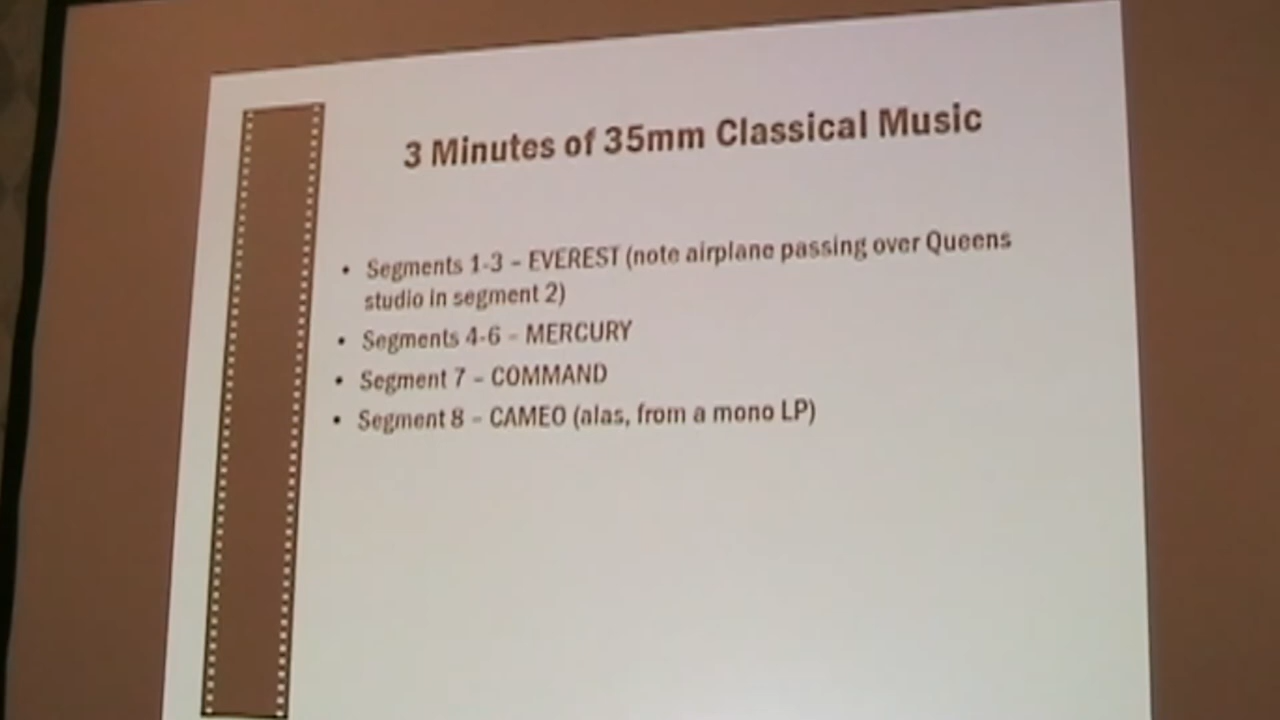 3 Minutes of 35mm Classical Music
• Segments 1-3 – EVEREST (note airplane passing over Queens
studio in segment 2)
• Segments 4-6 – MERCURY
• Segment 7 – COMMAND
• Segment 8 – CAMEO (alas, from a mono LP)